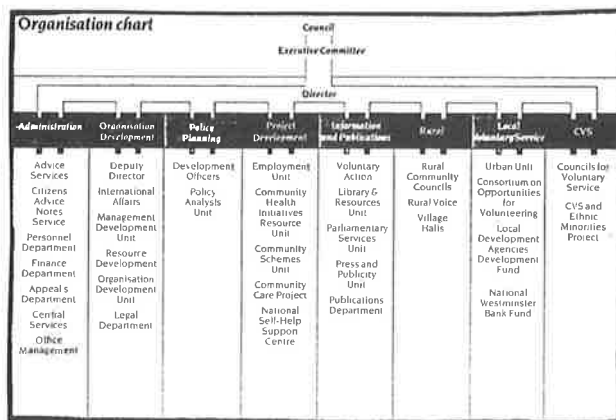 Organisation chart
Council
Executive Committee
Director
Administration
Advice
Services
Citizens
Advice
Notes
Service
Personnel
Department
Finance
Department
Appeals
Department
Central
Services
Office
Management
Organisation
Development
Deputy
Director
International
Affairs
Management
Development
Unit
Resource
Development
Organisation
Development
Unit
Legal
Department
Policy
Planning
Development
Officers
Policy
Analysis
Unit
Project
Development
Employment
Unit
Community
Health
Initiatives
Resource
Unit
Community
Schemes
Unit
Community
Care Project
National
Self-Help
Support
Centre
Information
and Publications
Voluntary
Action
Library &
Resources
Unit
Parliamentary
Services
Unit
Press and
Publicity Unit
Publications
Department
Rural
Rural
Community
Councils
Rural Voice
Village
Halls
Local
Voluntary Service
Urban Unit
Consortium on
Opportunities
for
Volunteering
Local
Development
Agencies
Development
Fund
National
Westminster
Bank Fund
CVS
Councils for
Voluntary
Service
CVS and
Ethnic
Minorities
Project